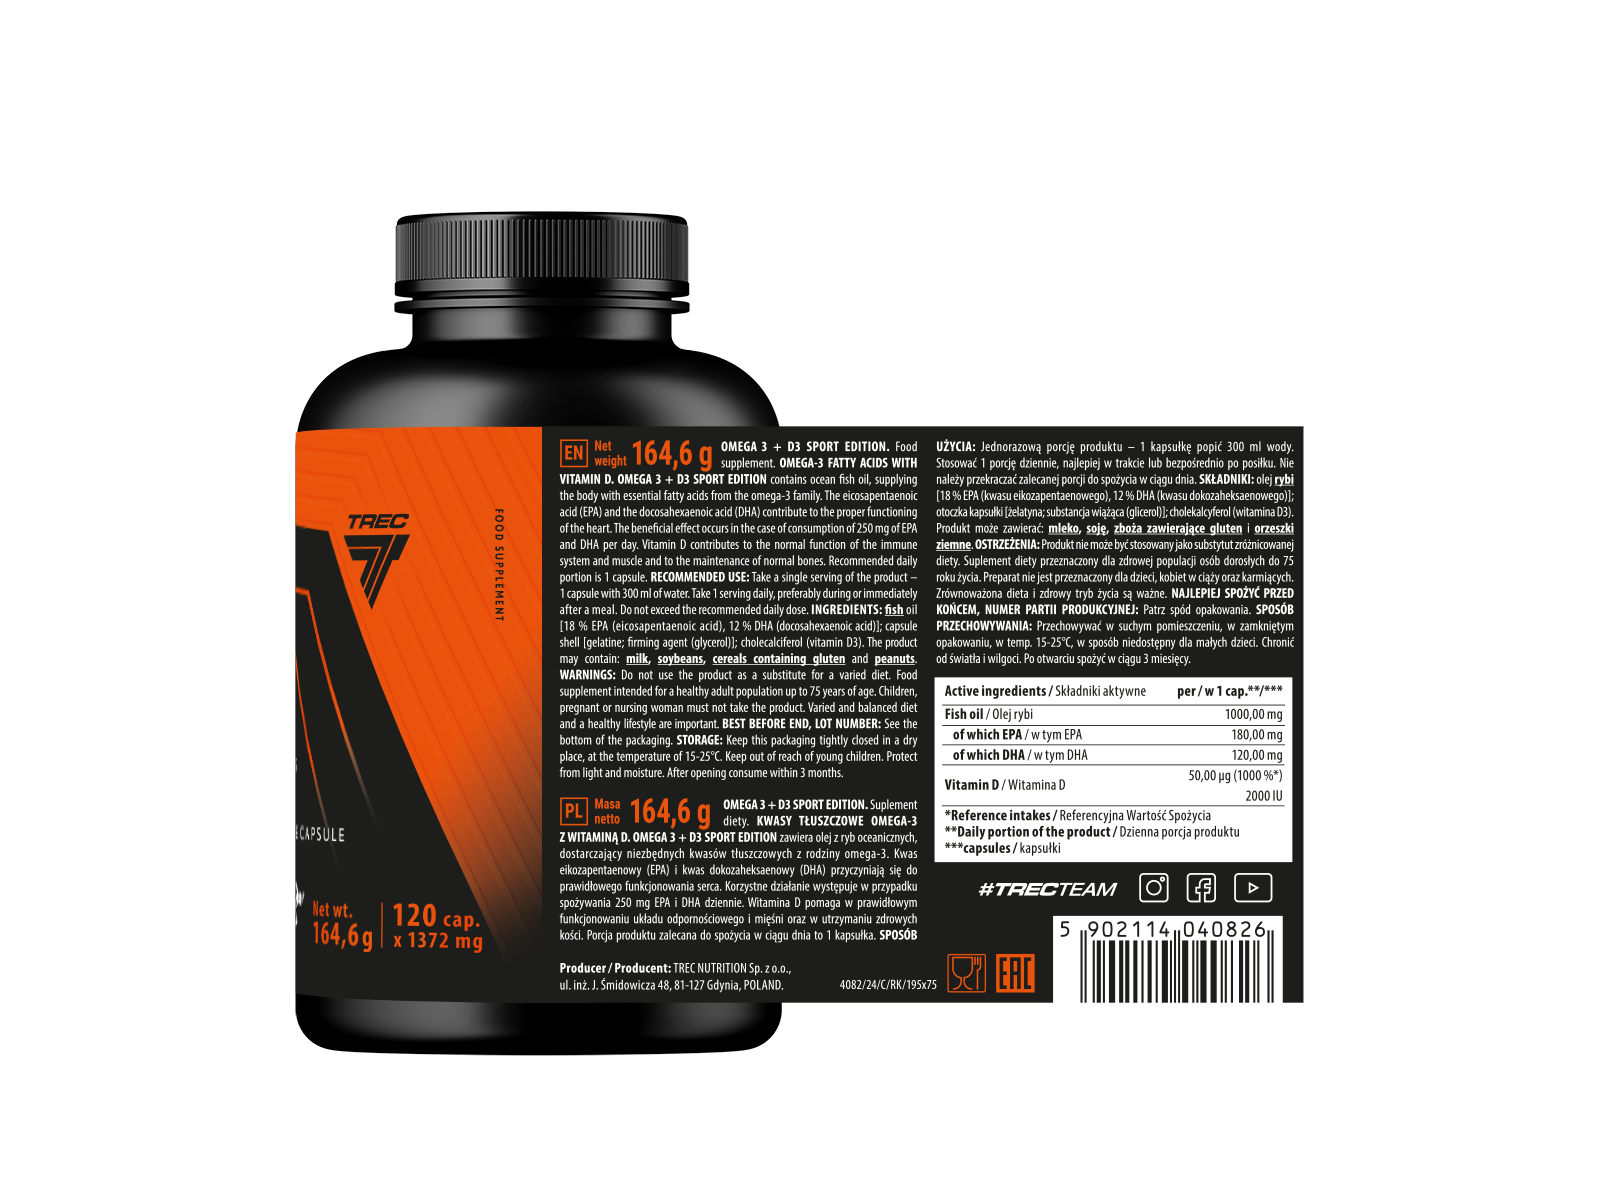 TREC
FOOD SUPPLEMENT
CAPSULE
Net wt.
164,6 g
120 cap.
x 1372 mg
EN Net weight 164,6 g OMEGA 3 + D3 SPORT EDITION. Food
supplement. OMEGA-3 FATTY ACIDS WITH
VITAMIN D. OMEGA 3 + D3 SPORT EDITION contains ocean fish oil, supplying
the body with essential fatty acids from the omega-3 family. The eicosapentaenoic
acid (EPA) and the docosahexaenoic acid (DHA) contribute to the proper functioning
of the heart. The beneficial effect occurs in the case of consumption of 250 mg of EPA
and DHA per day. Vitamin D contributes to the normal function of the immune
system and muscle and to the maintenance of normal bones. Recommended daily
portion is 1 capsule. RECOMMENDED USE: Take a single serving of the product –
1 capsule with 300 ml of water. Take 1 serving daily, preferably during or immediately
after a meal. Do not exceed the recommended daily dose. INGREDIENTS: fish oil
[18 % EPA (eicosapentaenoic acid), 12 % DHA (docosahexaenoic acid)]; capsule
shell [gelatine; firming agent (glycerol)]; cholecalciferol (vitamin D3). The product
may contain: milk, soybeans, cereals containing gluten and peanuts.
WARNINGS: Do not use the product as a substitute for a varied diet. Food
supplement intended for a healthy adult population up to 75 years of age. Children,
pregnant or nursing woman must not take the product. Varied and balanced diet
and a healthy lifestyle are important. BEST BEFORE END, LOT NUMBER: See the
bottom of the packaging. STORAGE: Keep this packaging tightly closed in a dry
place, at the temperature of 15-25°C. Keep out of reach of young children. Protect
from light and moisture. After opening consume within 3 months.
PL Masa netto 164,6 g OMEGA 3 + D3 SPORT EDITION. Suplement
diety. KWASY TŁUSZCZOWE OMEGA-3
Z WITAMINĄ D. OMEGA 3 + D3 SPORT EDITION zawiera olej z ryb oceanicznych,
dostarczający niezbędnych kwasów tłuszczowych z rodziny omega-3. Kwas
eikozapentaenowy (EPA) i kwas dokozaheksaenowy (DHA) przyczyniają się do
prawidłowego funkcjonowania serca. Korzystne działanie występuje w przypadku
spożywania 250 mg EPA i DHA dziennie. Witamina D pomaga w prawidłowym
funkcjonowaniu układu odpornościowego i mięśni oraz w utrzymaniu zdrowych
kości. Porcja produktu zalecana do spożycia w ciągu dnia to 1 kapsułka. SPOSÓB
Producer / Producent: TREC NUTRITION Sp. z o.o.,
ul. inż. J. Śmidowicza 48, 81-127 Gdynia, POLAND.
4082/24/C/RK/195x75
UŻYCIA: Jednorazową porcję produktu – 1 kapsułkę popić 300 ml wody.
Stosować 1 porcję dziennie, najlepiej w trakcie lub bezpośrednio po posiłku. Nie
należy przekraczać zalecanej porcji do spożycia w ciągu dnia. SKŁADNIKI: olej rybi
[18 % EPA (kwasu eikozapentaenowego), 12 % DHA (kwasu dokozaheksaenowego)];
otoczka kapsułki [żelatyna; substancja wiążąca (glicerol)]; cholekalcyferol (witamina D3).
Produkt może zawierać: mleko, soję, zboża zawierające gluten i orzeszki
ziemne. OSTRZEŻENIA: Produkt nie może być stosowany jako substytut zróżnicowanej
diety. Suplement diety przeznaczony dla zdrowej populacji osób dorosłych do 75
roku życia. Preparat nie jest przeznaczony dla dzieci, kobiet w ciąży oraz karmiących.
Zrównoważona dieta i zdrowy tryb życia są ważne. NAJLEPIEJ SPOŻYĆ PRZED
KOŃCEM, NUMER PARTII PRODUKCYJNEJ: Patrz spód opakowania. SPOSÓB
PRZECHOWYWANIA: Przechowywać w suchym pomieszczeniu, w zamkniętym
opakowaniu, w temp. 15-25°C, w sposób niedostępny dla małych dzieci. Chronić
od światła i wilgoci. Po otwarciu spożyć w ciągu 3 miesięcy.
Active ingredients / Składniki aktywne per / w 1 cap.**/***
Fish oil / Olej rybi 1000,00 mg
of which EPA / w tym EPA 180,00 mg
of which DHA / w tym DHA 120,00 mg
Vitamin D / Witamina D 50,00 µg (1000 %*)
2000 IU
*Reference intakes / Referencyjna Wartość Spożycia
**Daily portion of the product / Dzienna porcja produktu
***capsules / kapsułki
#TRECTEAM
EAC
5 902114 040826